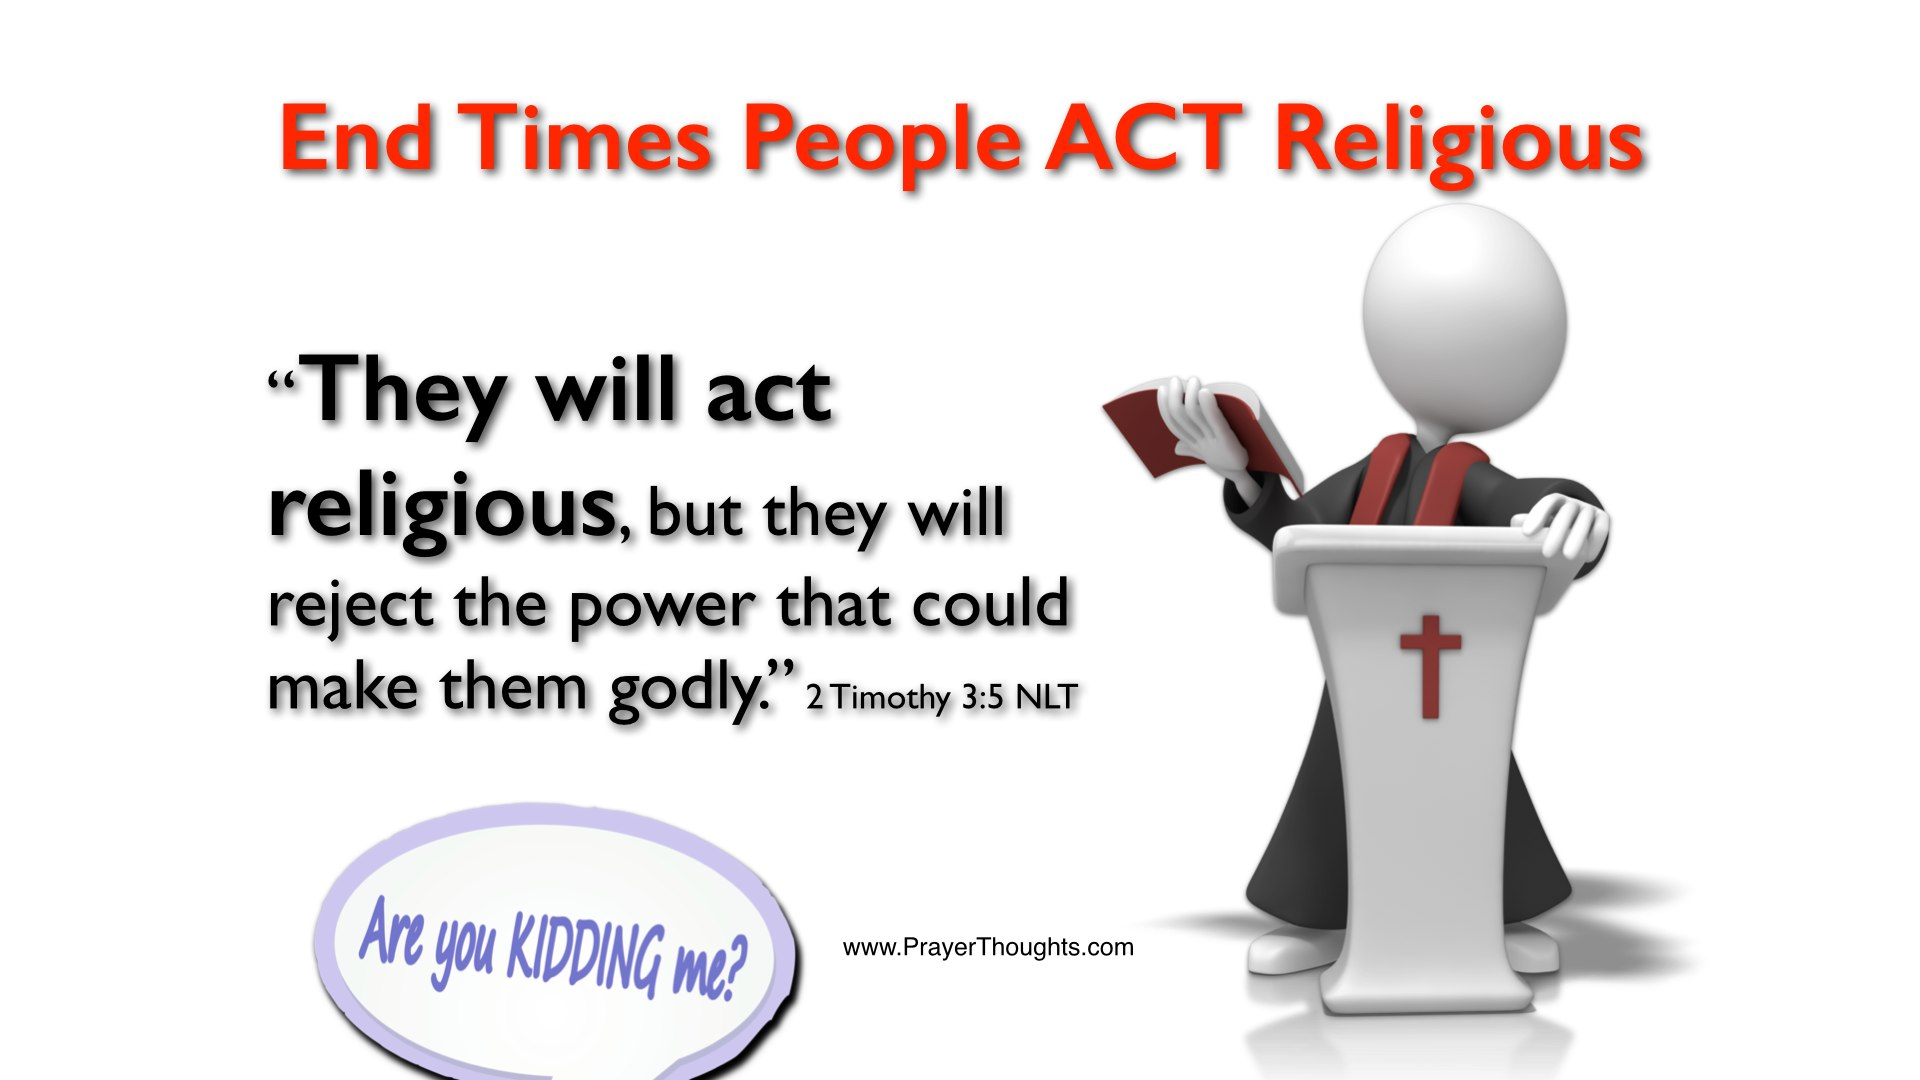 End Times People ACT Religious
“They will act
religious, but they will
reject the power that could
make them godly.” 2 Timothy 3:5 NLT
Are you KIDDING me?
www.PrayerThoughts.com